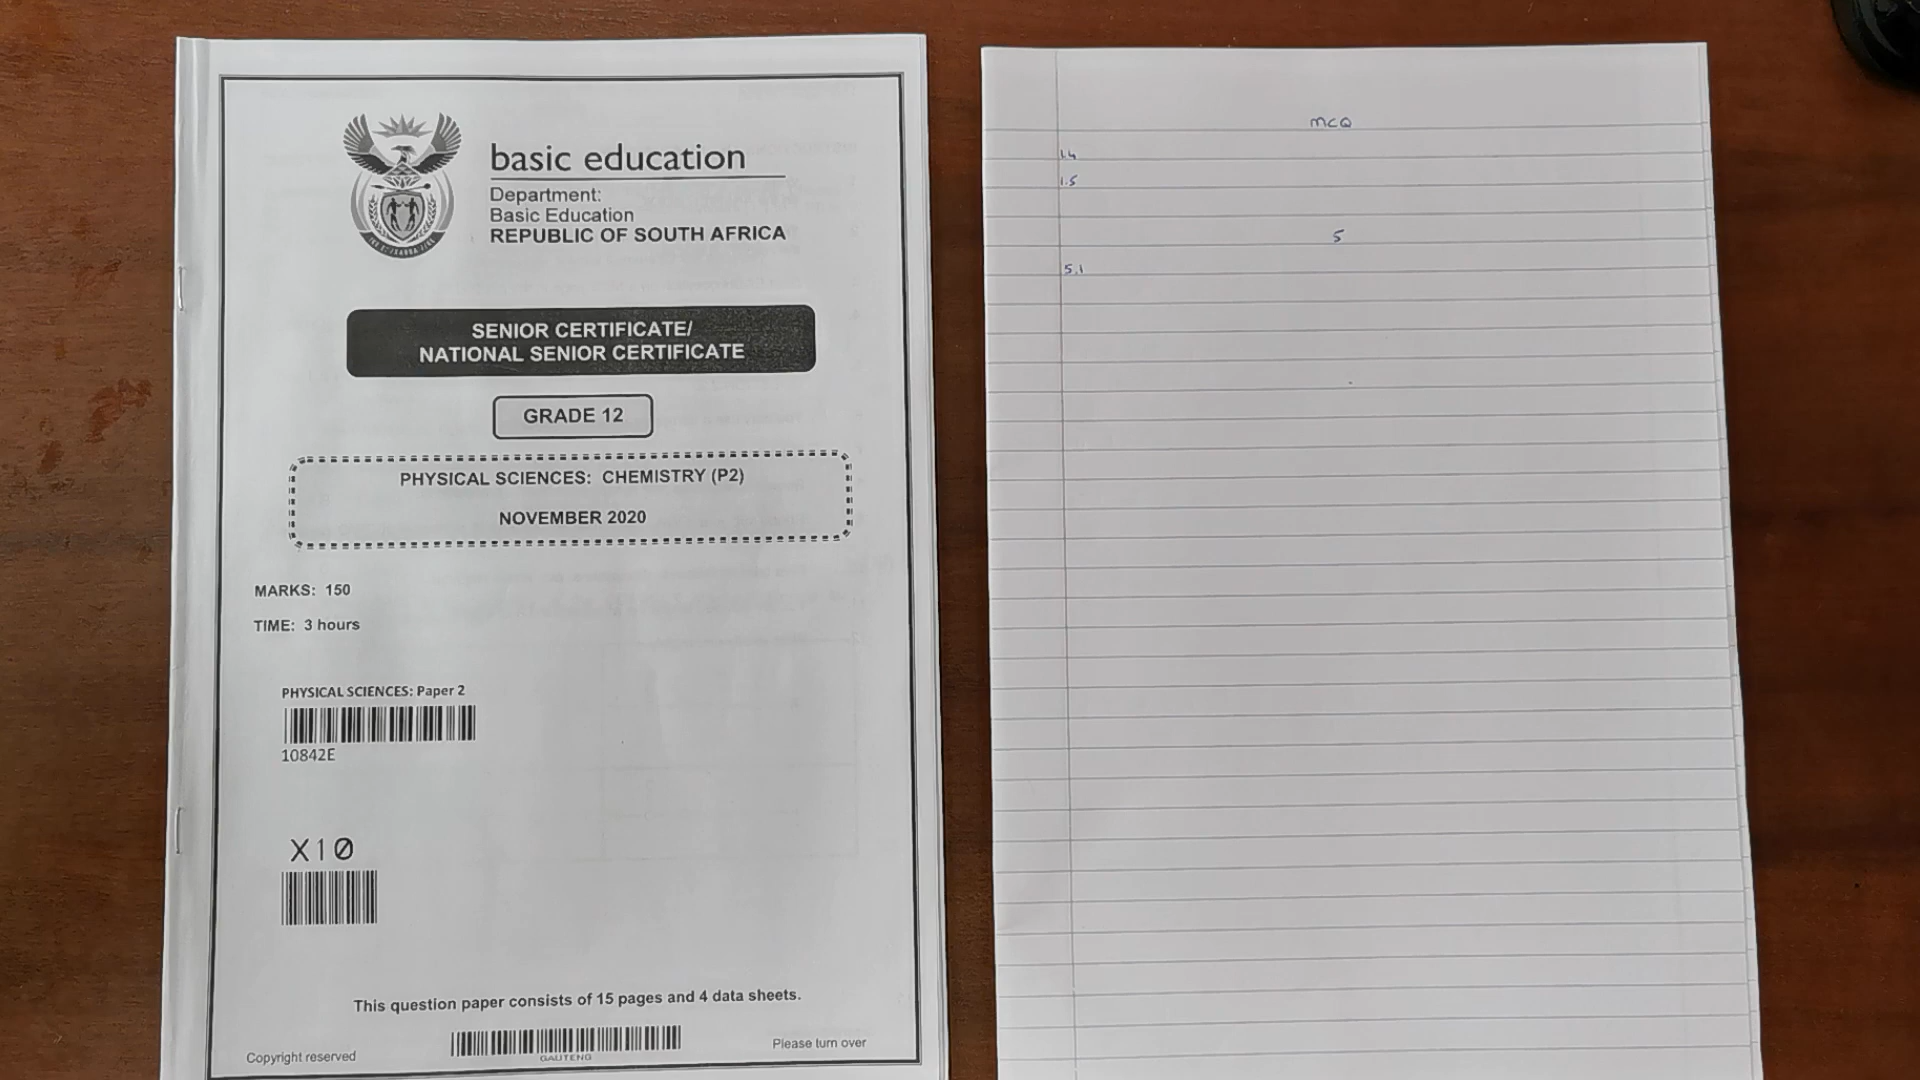 basic education
Department:
Basic Education
REPUBLIC OF SOUTH AFRICA
SENIOR CERTIFICATE/
NATIONAL SENIOR CERTIFICATE
GRADE 12
PHYSICAL SCIENCES: CHEMISTRY (P2)
NOVEMBER 2020
MARKS: 150
TIME: 3 hours
PHYSICAL SCIENCES: Paper 2
10842E
X10
This question paper consists of 15 pages and 4 data sheets.
GAUTENG
Copyright reserved
Please turn over
MCQ
1.4
1.5
5
5.1